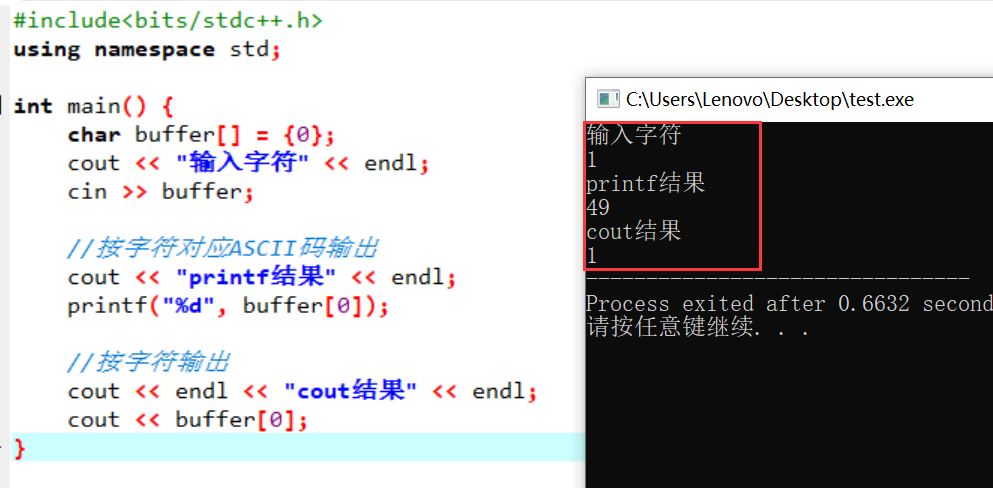 #include<bits/stdc++.h>
using namespace std;
int main() {
char buffer[] = {0};
cout << "输入字符" << endl;
cin >> buffer;
//按字符对应ASCII码输出
cout << "printf结果" << endl;
printf("%d", buffer[0]);
//按字符输出
cout << endl << "cout结果" << endl;
cout << buffer[0];
}
C:\Users\Lenovo\Desktop\test.exe
输入字符
1
printf结果
49
cout结果
1
--------------------------------
Process exited after 0.6632 second
请按任意键继续. . .